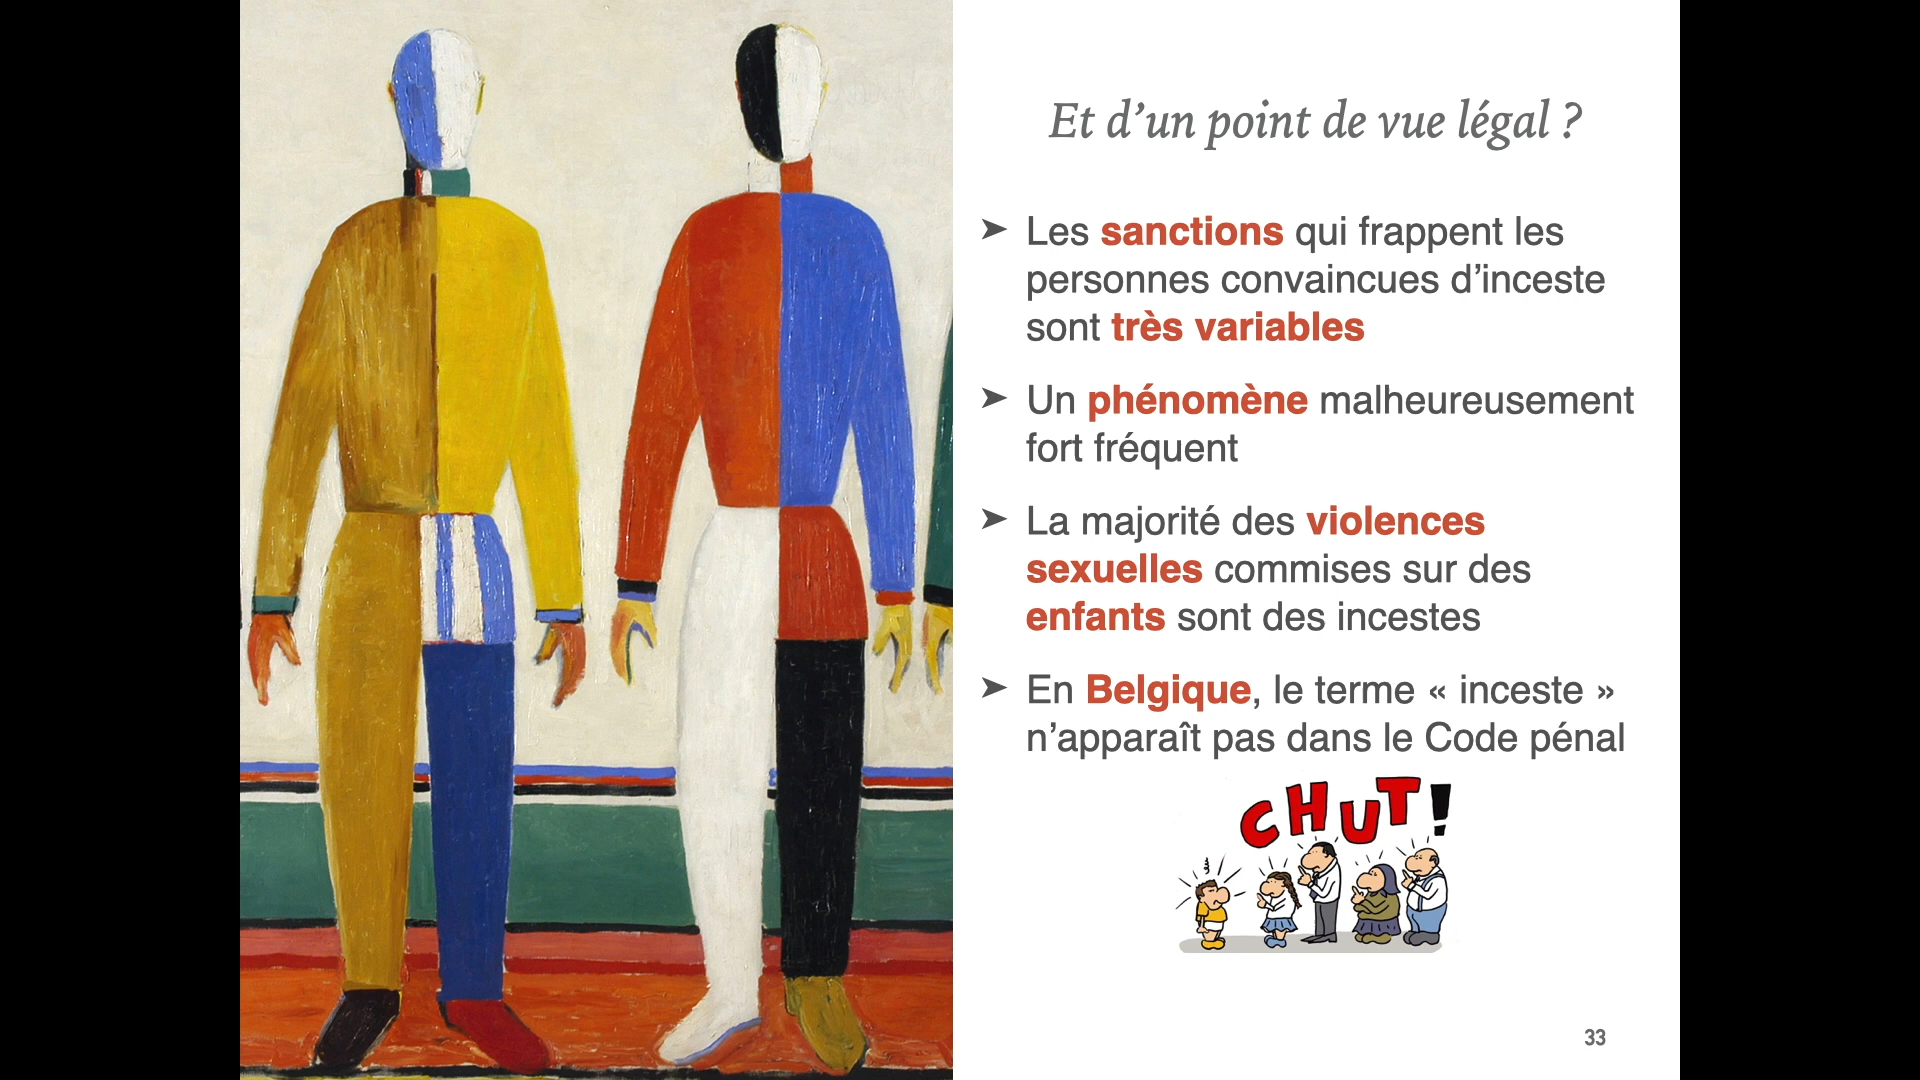 Et d’un point de vue légal ?
➤ Les sanctions qui frappent les
personnes convaincues d’inceste
sont très variables
➤ Un phénomène malheureusement
fort fréquent
➤ La majorité des violences
sexuelles commises sur des
enfants sont des incestes
➤ En Belgique, le terme « inceste »
n’apparaît pas dans le Code pénal
CHUT!
33